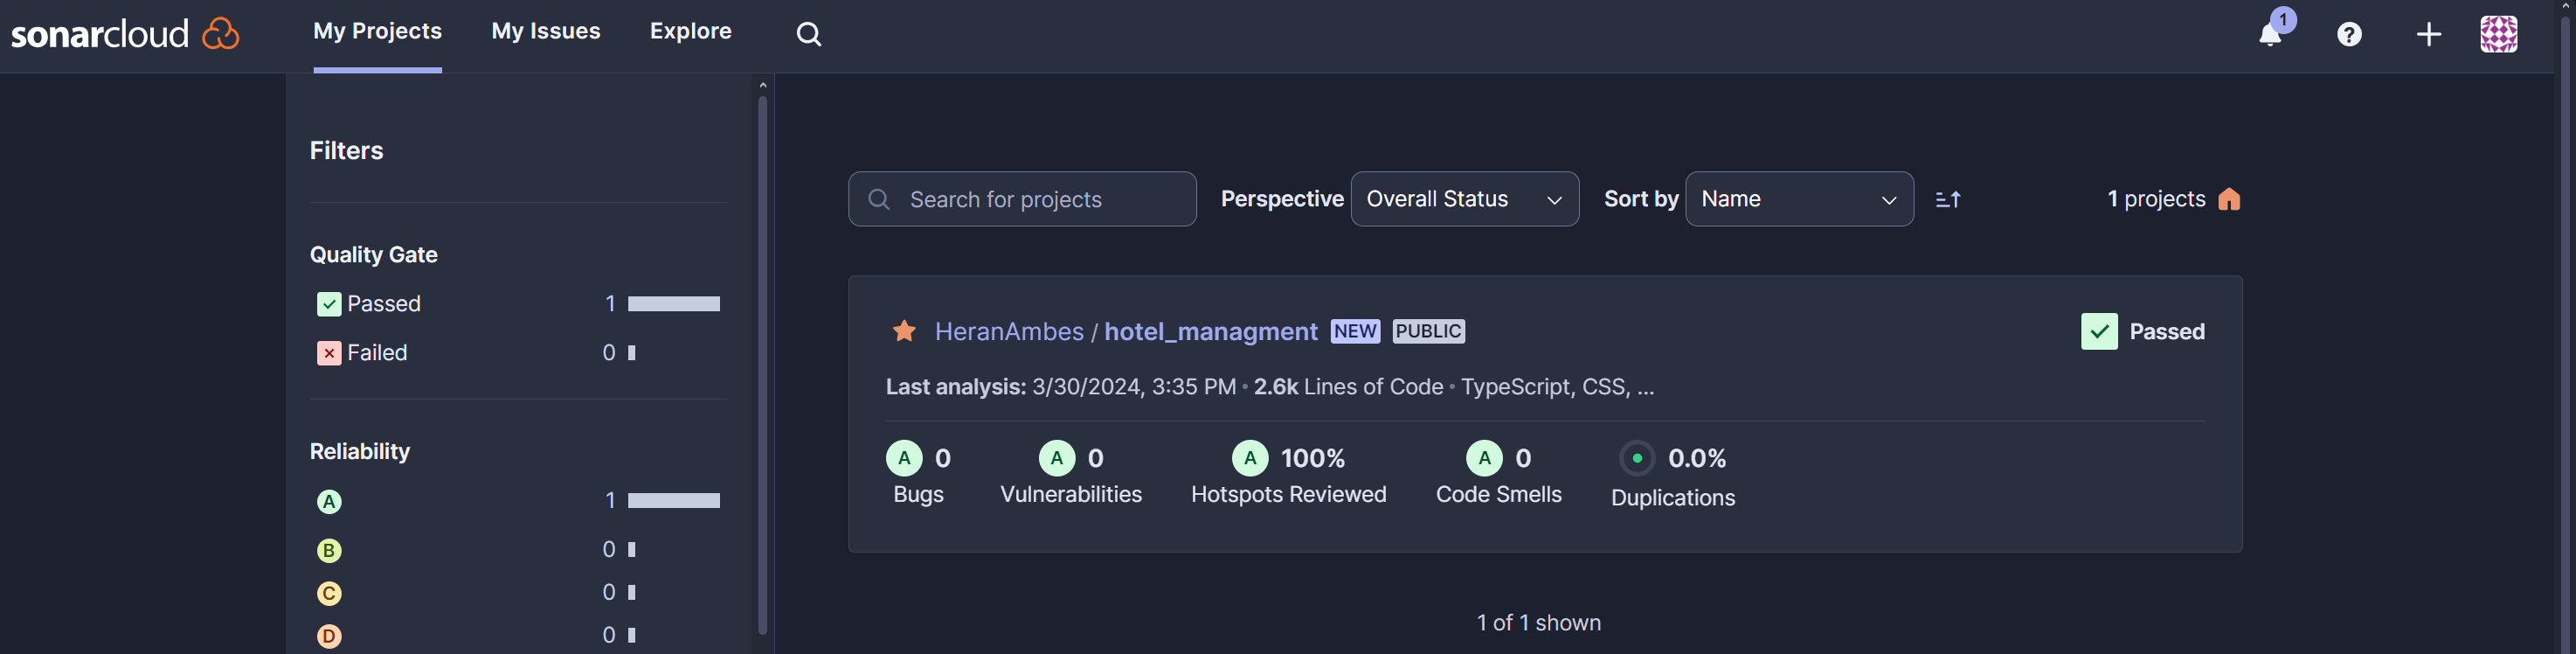 sonarcloud
My Projects My Issues Explore
1
Filters
Quality Gate
Passed 1
Failed 0
Reliability
A 1
B 0
C 0
D 0
Search for projects Perspective Overall Status Sort by Name 1 projects
HeranAmbes / hotel_managment NEW PUBLIC Passed
Last analysis: 3/30/2024, 3:35 PM • 2.6k Lines of Code • TypeScript, CSS, ...
A 0 A 0 A 100% A 0 0.0%
Bugs Vulnerabilities Hotspots Reviewed Code Smells Duplications
1 of 1 shown